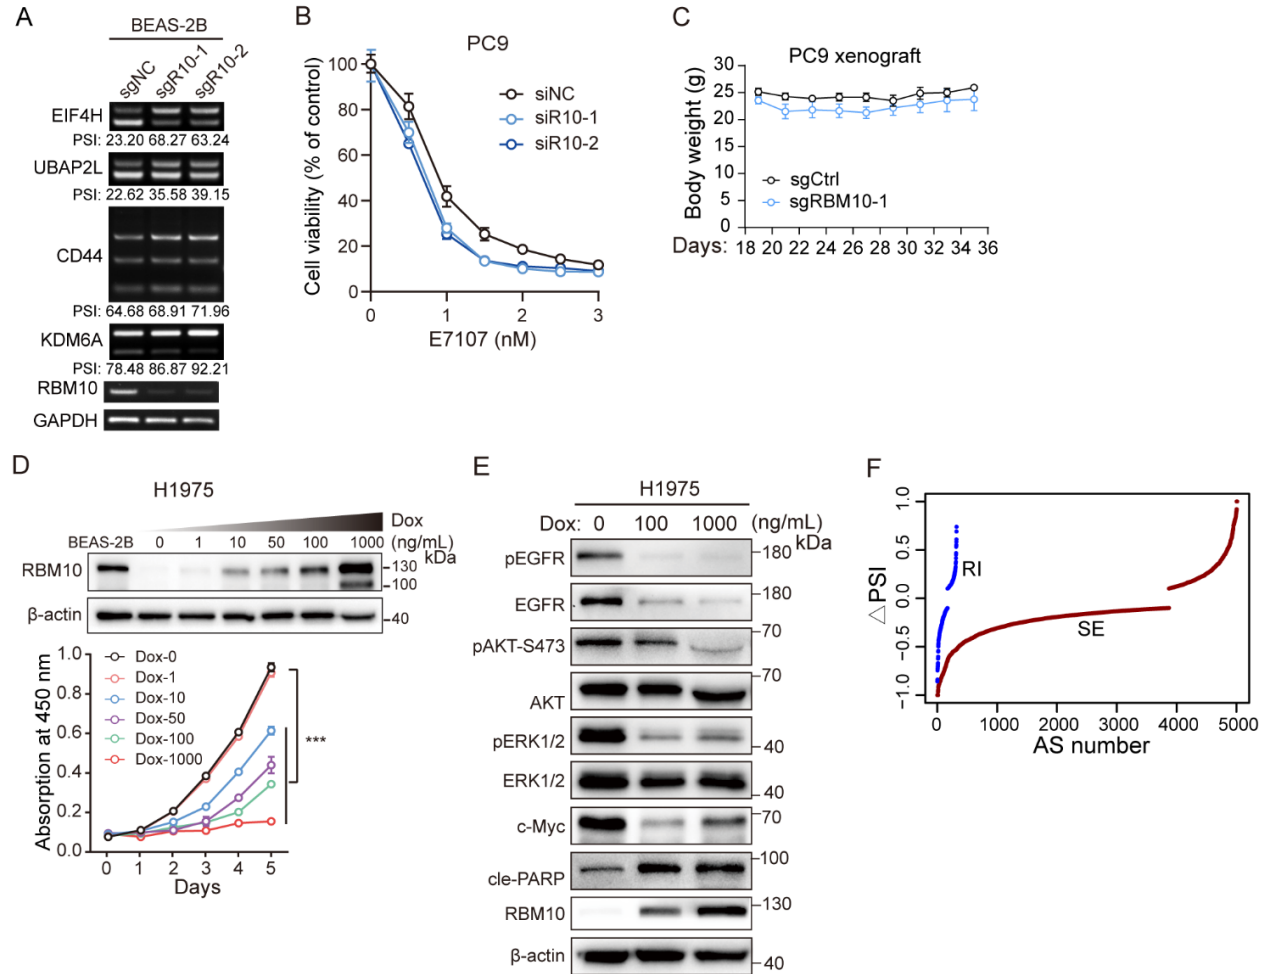 A
BEAS-2B
sgNC sgR10-1 sgR10-2
EIF4H
PSI: 23.20 68.27 63.24
UBAP2L
PSI: 22.62 35.58 39.15
CD44
PSI: 64.68 68.91 71.96
KDM6A
PSI: 78.48 86.87 92.21
RBM10
GAPDH
B
PC9
siNC
siR10-1
siR10-2
Cell viability (% of control)
100
80
60
40
20
0
0 1 2 3
E7107 (nM)
C
PC9 xenograft
Body weight (g)
30
25
20
15
10
5
0
sgCtrl
sgRBM10-1
Days: 18 20 22 24 26 28 30 32 34 36
D
H1975
Dox
BEAS-2B 0 1 10 50 100 1000 (ng/mL)
kDa
RBM10
130
100
β-actin
40
Absorption at 450 nm
1.0
0.8
0.6
0.4
0.2
0.0
Dox-0
Dox-1
Dox-10
Dox-50
Dox-100
Dox-1000
***
0 1 2 3 4 5
Days
E
H1975
Dox: 0 100 1000 (ng/mL)
kDa
pEGFR
180
EGFR
180
pAKT-S473
70
AKT
70
pERK1/2
40
ERK1/2
40
c-Myc
70
cle-PARP
100
RBM10
130
β-actin
40
F
△PSI
1.0
0.5
0.0
−0.5
−1.0
RI
SE
0 1000 2000 3000 4000 5000
AS number